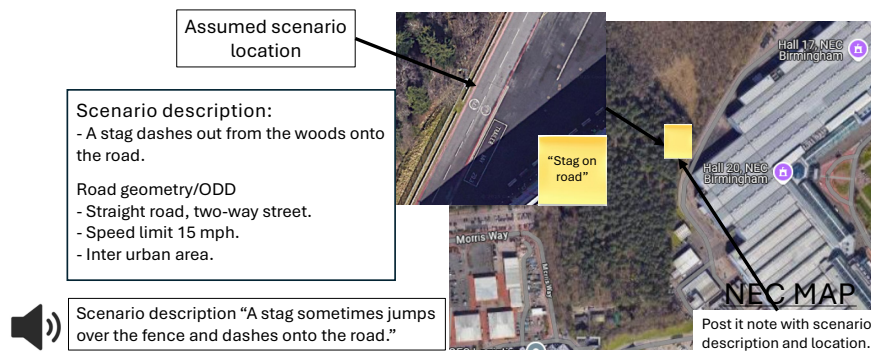 Assumed scenario
location
Scenario description:
- A stag dashes out from the woods onto
the road.
Road geometry/ODD
- Straight road, two-way street.
- Speed limit 15 mph.
- Inter urban area.
Scenario description “A stag sometimes jumps
over the fence and dashes onto the road.”
“Stag on
road”
Hall 17, NEC
Birmingham
Hall 20, NEC
Birmingham
Morris Way
Morris Way
NEC MAP
Post it note with scenario
description and location.